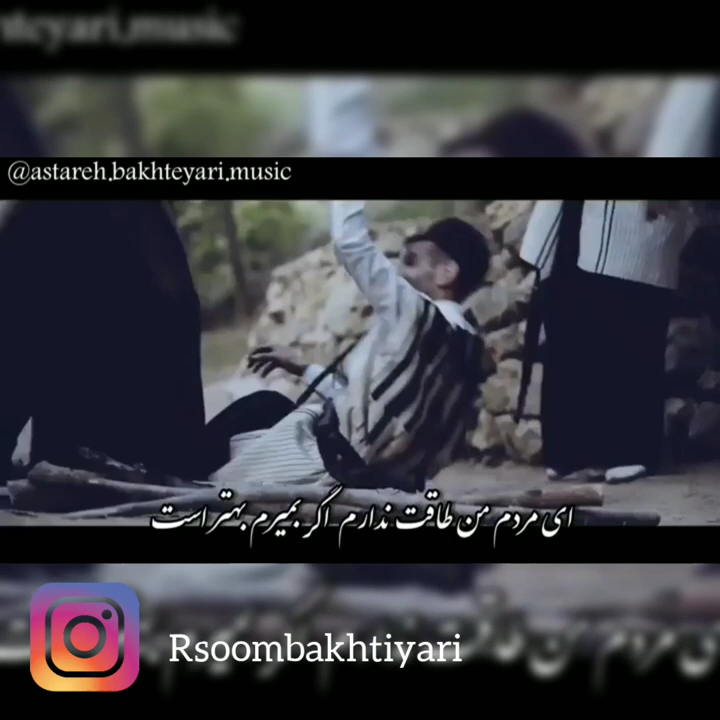 @astareh.bakhteyari.music
ای مردم من طاقت ندارم اگر بمیرم بهتر است
Rsoombakhtiyari